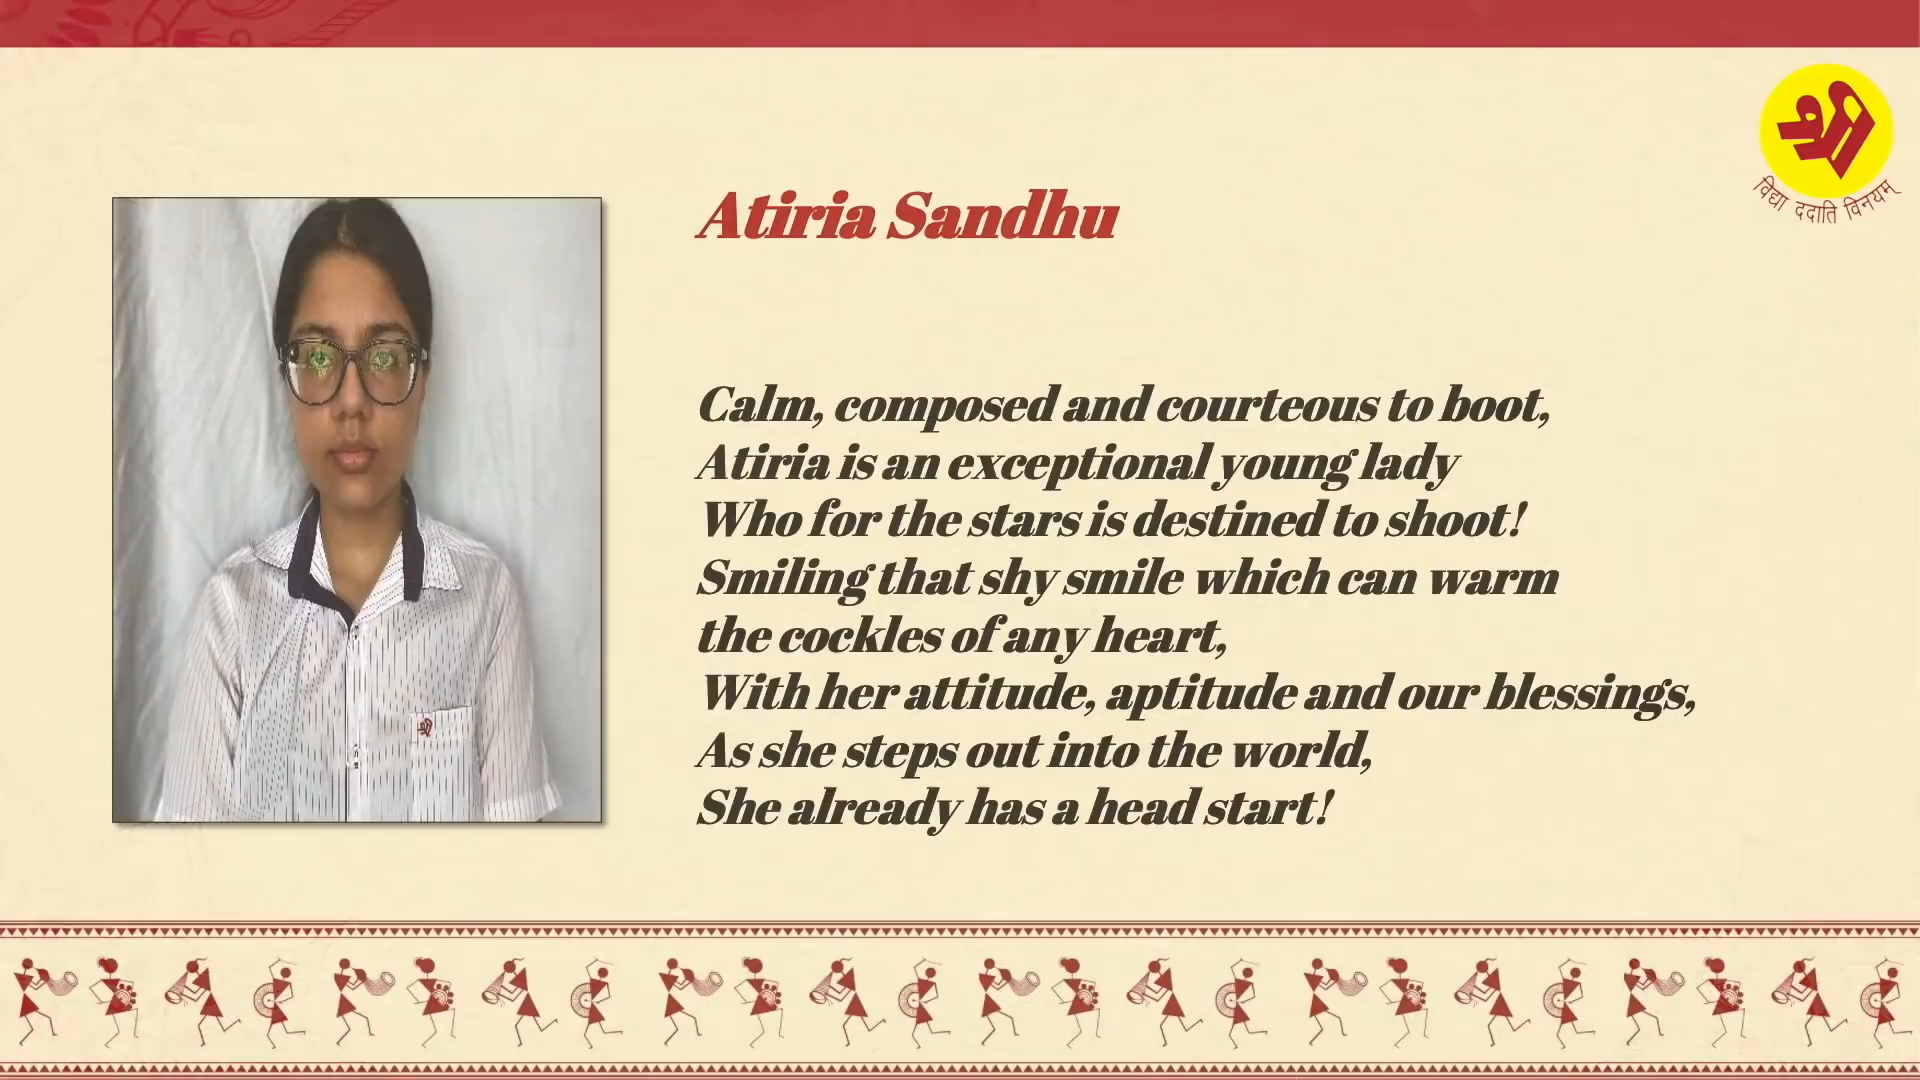 Atiria Sandhu
Calm, composed and courteous to boot,
Atiria is an exceptional young lady
Who for the stars is destined to shoot!
Smiling that shy smile which can warm
the cockles of any heart,
With her attitude, aptitude and our blessings,
As she steps out into the world,
She already has a head start!
श्री
विद्या ददाति विनयम्